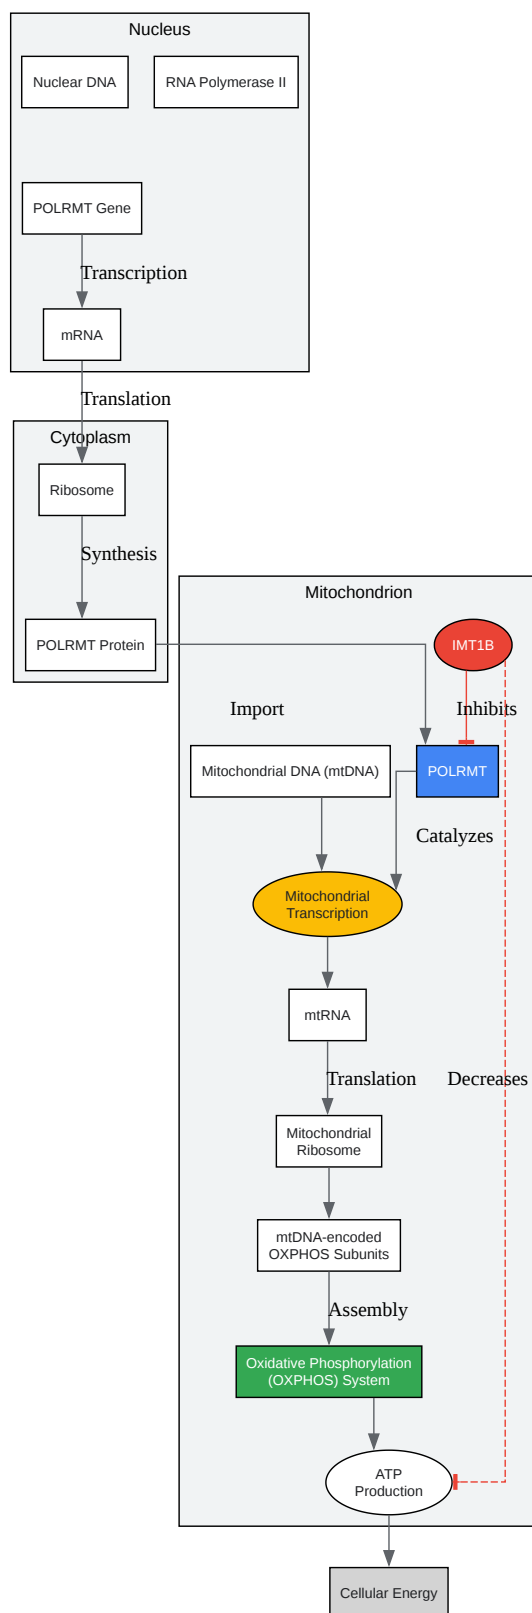 Nucleus
Nuclear DNA
RNA Polymerase II
POLRMT Gene
Transcription
mRNA
Translation
Cytoplasm
Ribosome
Synthesis
Mitochondrion
POLRMT Protein
IMT1B
Import
Inhibits
Mitochondrial DNA (mtDNA)
POLRMT
Catalyzes
Mitochondrial
Transcription
mtRNA
Translation
Decreases
Mitochondrial
Ribosome
mtDNA-encoded
OXPHOS Subunits
Assembly
Oxidative Phosphorylation
(OXPHOS) System
ATP
Production
Cellular Energy